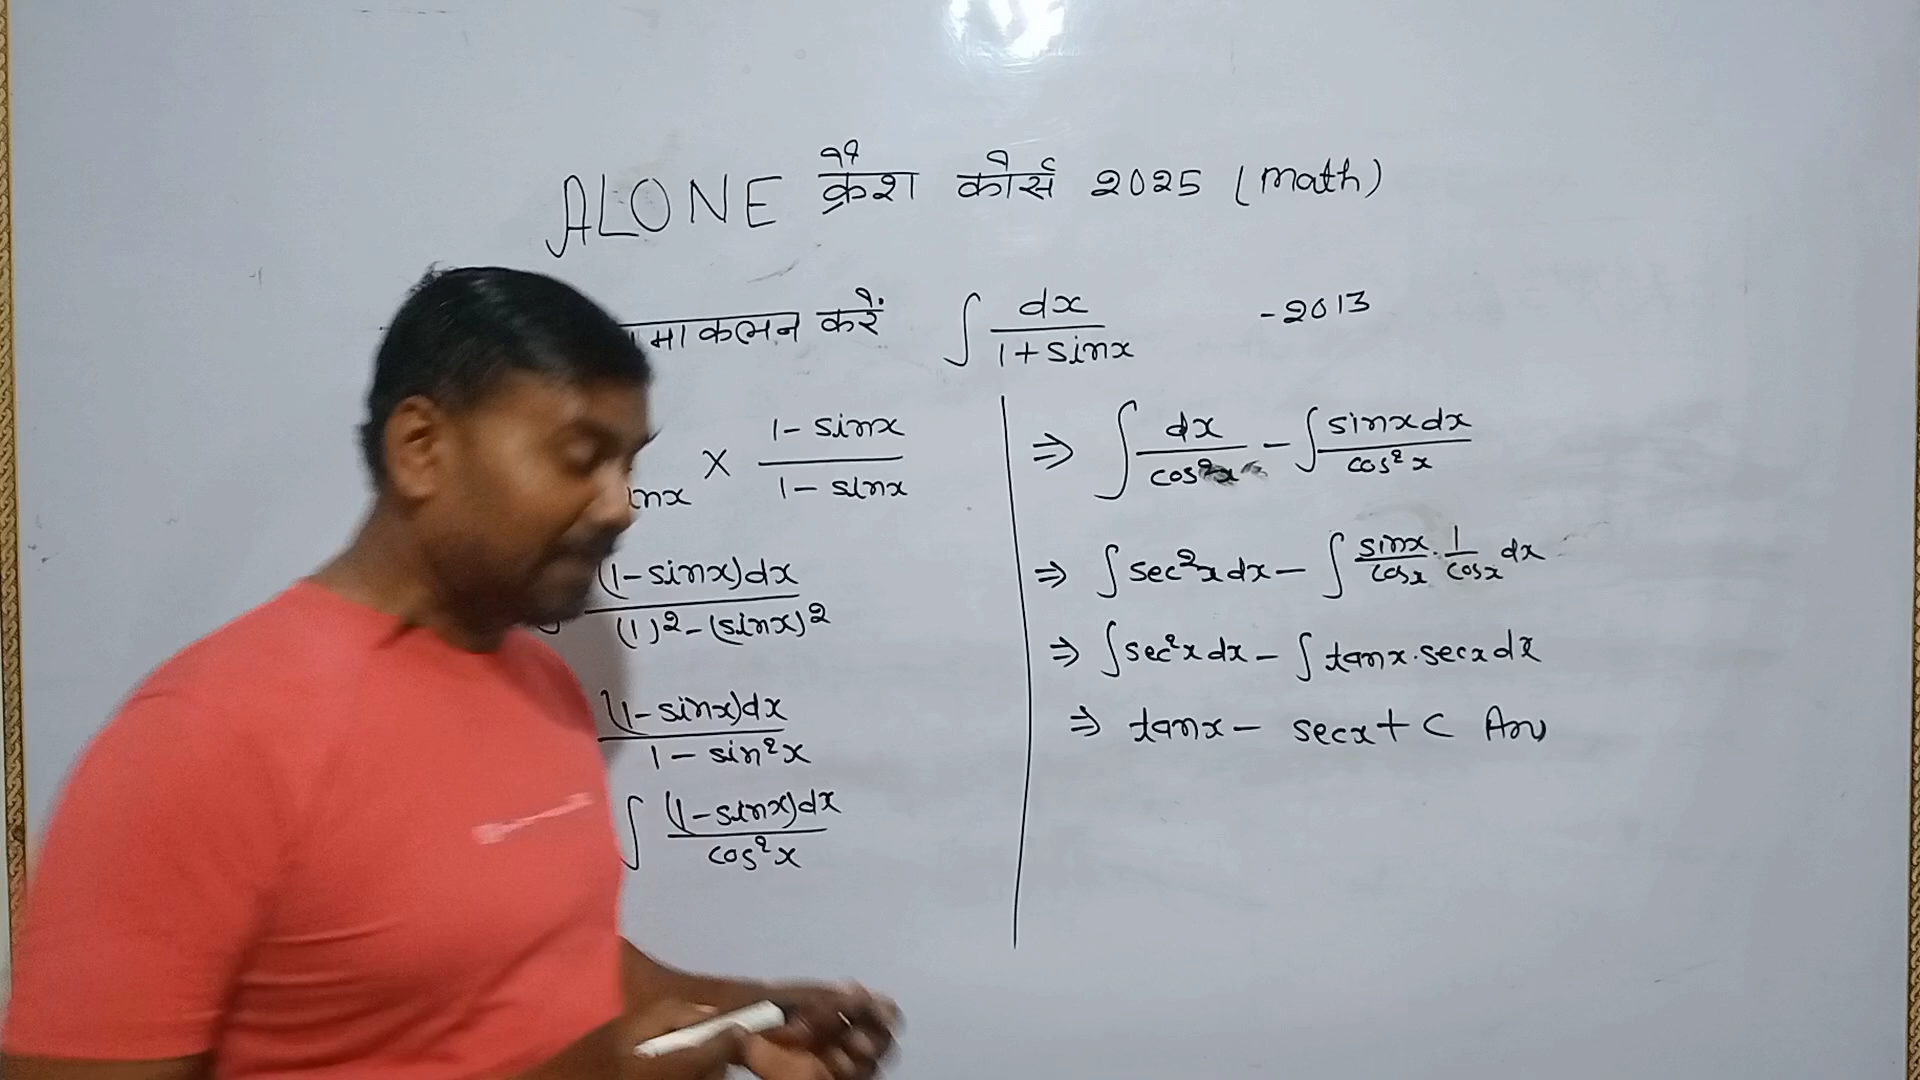 ALONE क्रैश कोर्स 2025 (math)
माकलन करें ∫ dx / 1+sinx -2013
inx × 1- sinx / 1- sinx
(1-sinx)dx / (1)²-(sinx)²
(1-sinx)dx / 1- sin²x
∫ (1-sinx)dx / cos²x
⇒ ∫ dx / cos²x - ∫ sinxdx / cos²x
⇒ ∫ sec²xdx - ∫ sinx/cosx . 1/cosx dx
⇒ ∫ sec²xdx - ∫ tanx.secxdx
⇒ tanx - secx + C Ans